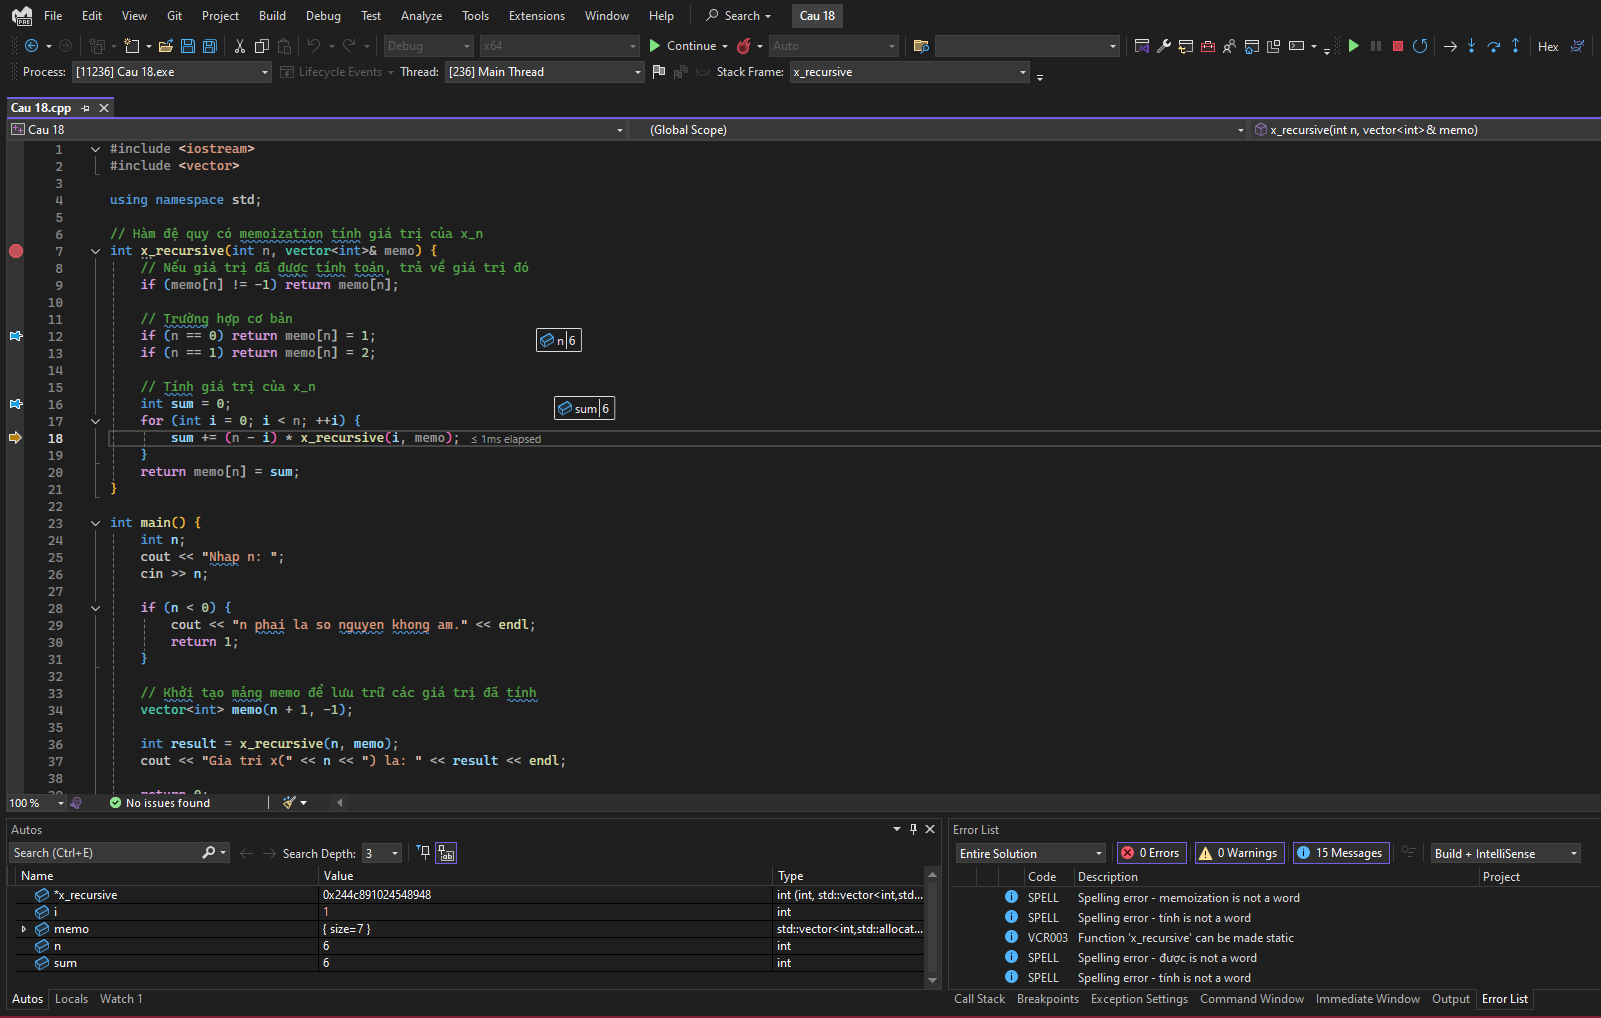 File Edit View Git Project Build Debug Test Analyze Tools Extensions Window Help Search Cau 18
PRE
Debug x64 Continue Auto Hex
Process: [11236] Cau 18.exe Lifecycle Events Thread: [236] Main Thread Stack Frame: x_recursive
Cau 18.cpp
Cau 18 (Global Scope) x_recursive(int n, vector<int>& memo)
1 #include <iostream>
2 #include <vector>
3
4 using namespace std;
5
6 // Hàm đệ quy có memoization tính giá trị của x_n
7 int x_recursive(int n, vector<int>& memo) {
8 // Nếu giá trị đã được tính toán, trả về giá trị đó
9 if (memo[n] != -1) return memo[n];
10
11 // Trường hợp cơ bản
12 if (n == 0) return memo[n] = 1; n 6
13 if (n == 1) return memo[n] = 2;
14
15 // Tính giá trị của x_n
16 int sum = 0; sum 6
17 for (int i = 0; i < n; ++i) {
18 sum += (n - i) * x_recursive(i, memo); ≤ 1ms elapsed
19 }
20 return memo[n] = sum;
21 }
22
23 int main() {
24 int n;
25 cout << "Nhap n: ";
26 cin >> n;
27
28 if (n < 0) {
29 cout << "n phai la so nguyen khong am." << endl;
30 return 1;
31 }
32
33 // Khởi tạo mảng memo để lưu trữ các giá trị đã tính
34 vector<int> memo(n + 1, -1);
35
36 int result = x_recursive(n, memo);
37 cout << "Gia tri x(" << n << ") la: " << result << endl;
38
39 return 0;
100 % No issues found
Autos
Search (Ctrl+E) Search Depth: 3
Name Value Type
*x_recursive 0x244c891024548948 int (int, std::vector<int,std...
i 1 int
memo { size=7 } std::vector<int,std::allocat...
n 6 int
sum 6 int
Autos Locals Watch 1
Error List
Entire Solution 0 Errors 0 Warnings 15 Messages Build + IntelliSense
Code Description Project
SPELL Spelling error - memoization is not a word
SPELL Spelling error - tính is not a word
VCR003 Function 'x_recursive' can be made static
SPELL Spelling error - được is not a word
SPELL Spelling error - tính is not a word
Call Stack Breakpoints Exception Settings Command Window Immediate Window Output Error List